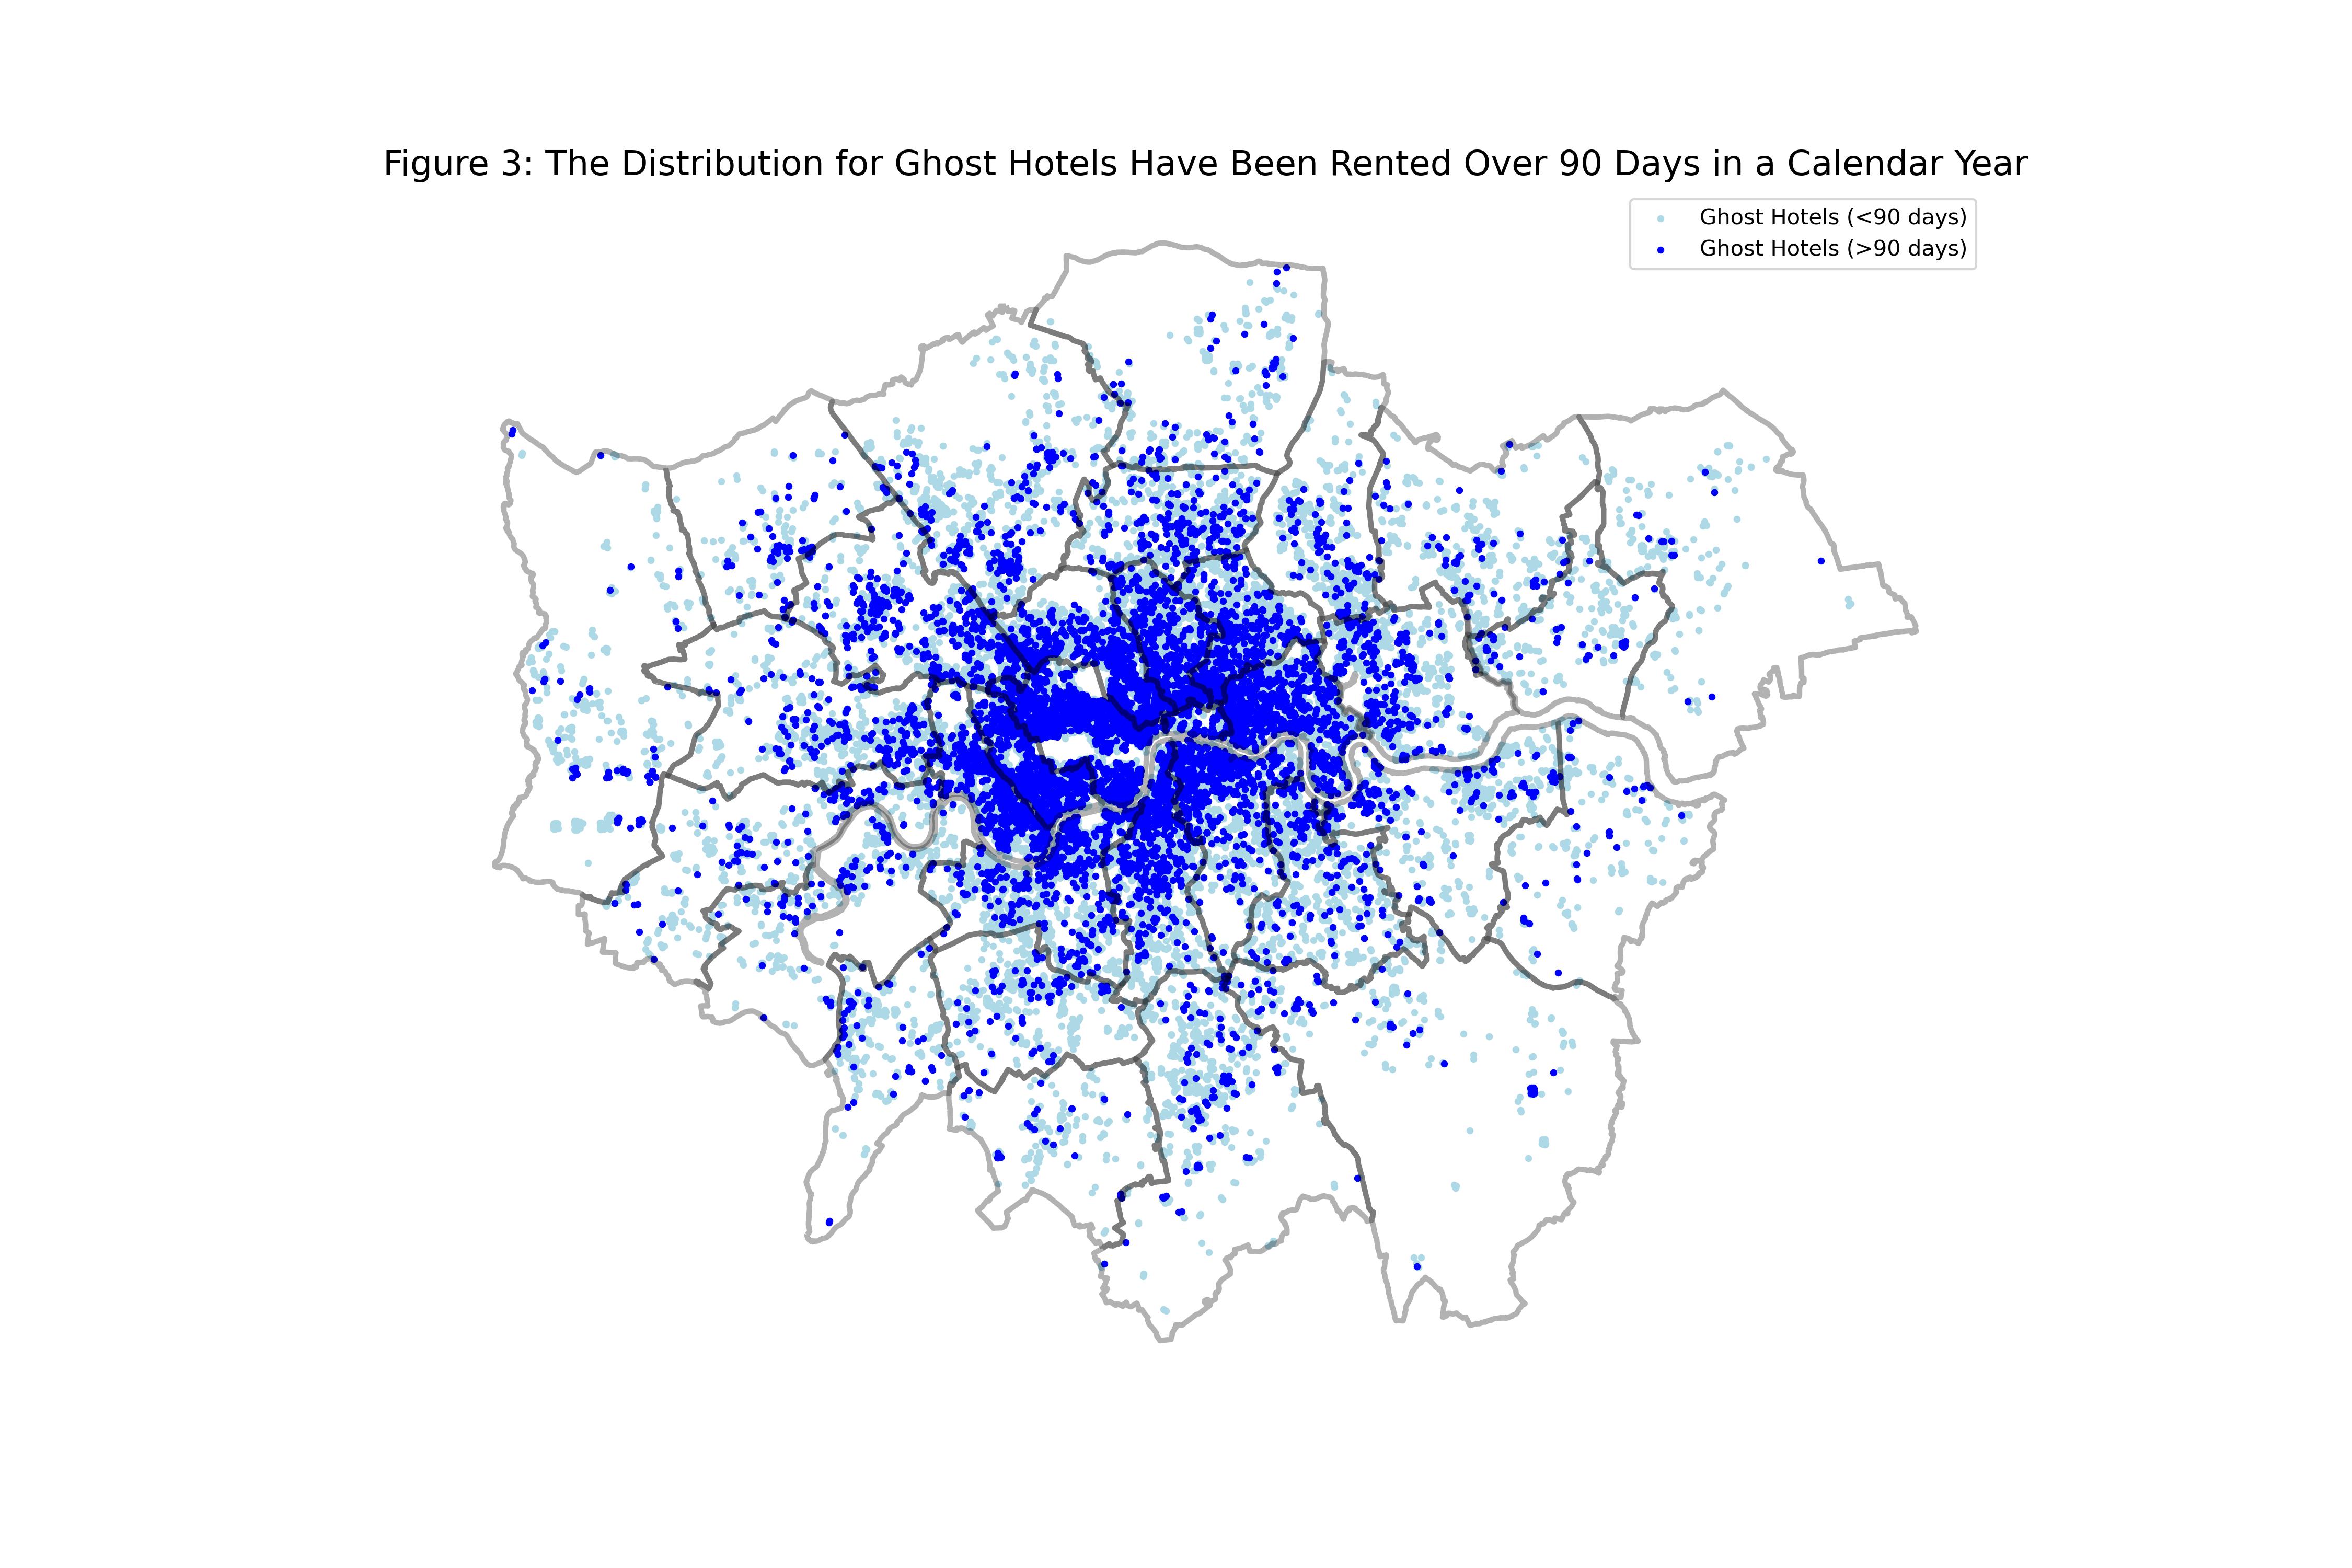 Figure 3: The Distribution for Ghost Hotels Have Been Rented Over 90 Days in a Calendar Year
Ghost Hotels (<90 days)
Ghost Hotels (>90 days)